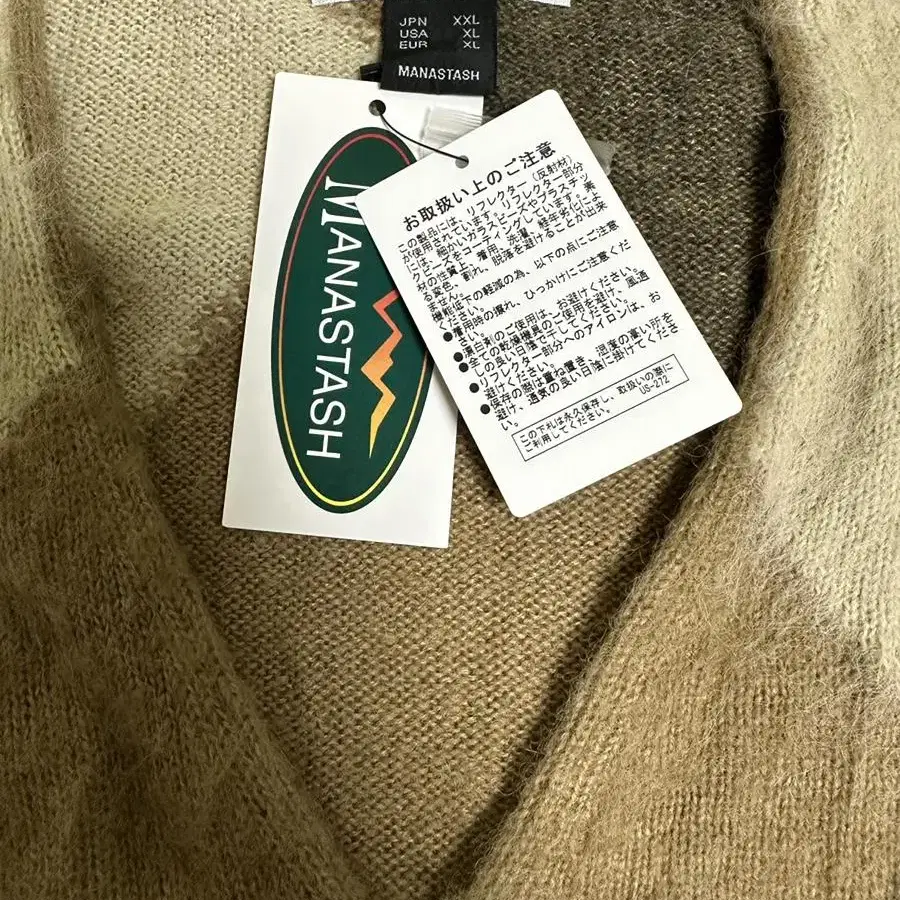 JPN XXL
USA XL
EUR XL
MANASTASH
MANASTASH
お取扱い上のご注意
この製品には、リフレクター(反射材)
が使用されています。リフレクター部分
には、細かいガラスビーズやプラスチッ
クビーズをコーティングしています。素
材の性質上、着用、洗濯、経年劣化によ
る変色、割れ、脱落を避けることが出来
ません。
機能低下の軽減の為、以下の点にご注意
ください。
●着用時の擦れ、ひっかけにご注意くだ
さい。
●漂白剤のご使用は、お避けください。
●全ての乾燥機具のご使用を避け、風通
しの良い日陰で干してください。
●リフレクター部分へのアイロンは、お
避けください。
●保存の際は重ね置き、湿度の高い所を
避け、通気の良い日陰に掛けてくださ
い。
この下札は永久保存し、取扱いの際に
ご利用してください。 US-272